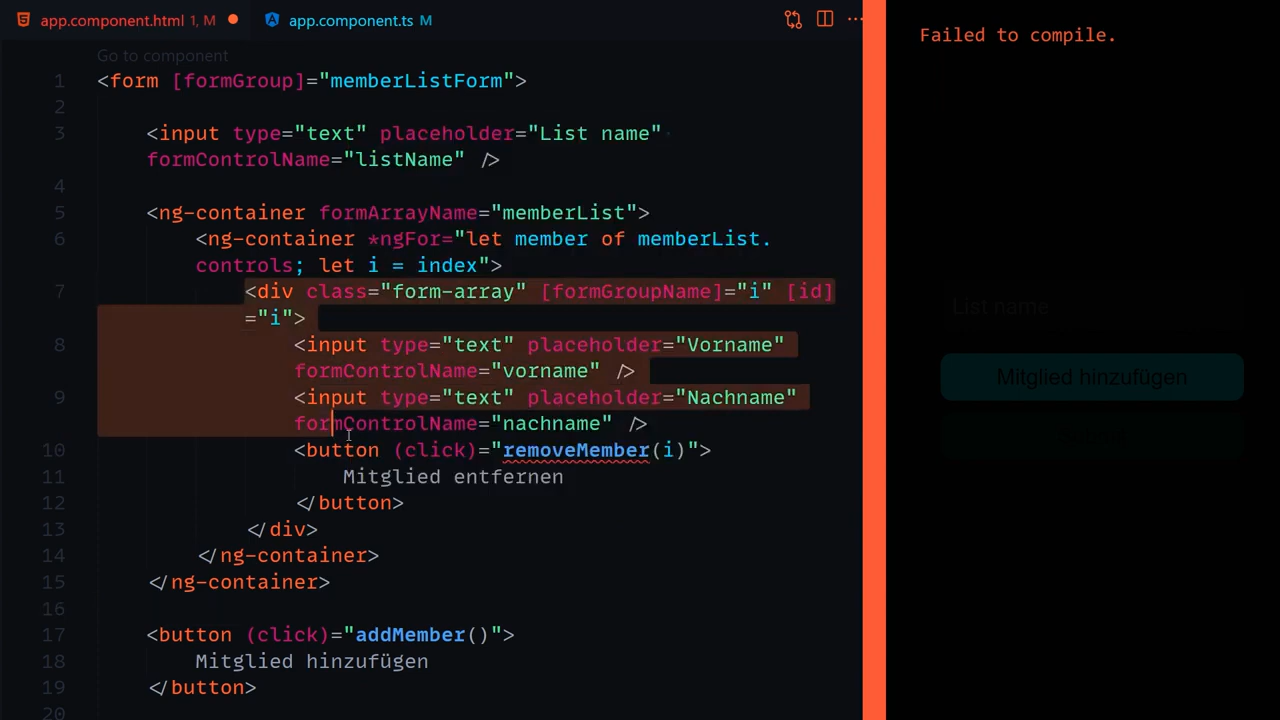 app.component.html 1, M
app.component.ts M
Go to component
1 <form [formGroup]="memberListForm">
2
3 <input type="text" placeholder="List name"
formControlName="listName" />
4
5 <ng-container formArrayName="memberList">
6 <ng-container *ngFor="let member of memberList.
controls; let i = index">
7 <div class="form-array" [formGroupName]="i" [id]
="i">
8 <input type="text" placeholder="Vorname"
formControlName="vorname" />
9 <input type="text" placeholder="Nachname"
formControlName="nachname" />
10 <button (click)="removeMember(i)">
11 Mitglied entfernen
12 </button>
13 </div>
14 </ng-container>
15 </ng-container>
16
17 <button (click)="addMember()">
18 Mitglied hinzufügen
19 </button>
20
Failed to compile.
List name
Mitglied hinzufügen